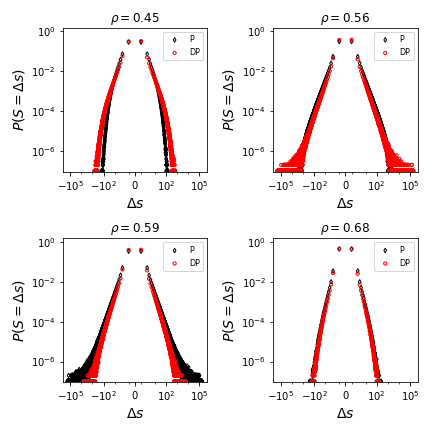 ρ = 0.45
P(S = Δs)
10⁰
10⁻²
10⁻⁴
10⁻⁶
P
DP
−10⁵
−10²
0
10²
10⁵
Δs
ρ = 0.56
P(S = Δs)
10⁰
10⁻²
10⁻⁴
10⁻⁶
P
DP
−10⁵
−10²
0
10²
10⁵
Δs
ρ = 0.59
P(S = Δs)
10⁰
10⁻²
10⁻⁴
10⁻⁶
P
DP
−10⁵
−10²
0
10²
10⁵
Δs
ρ = 0.68
P(S = Δs)
10⁰
10⁻²
10⁻⁴
10⁻⁶
P
DP
−10⁵
−10²
0
10²
10⁵
Δs